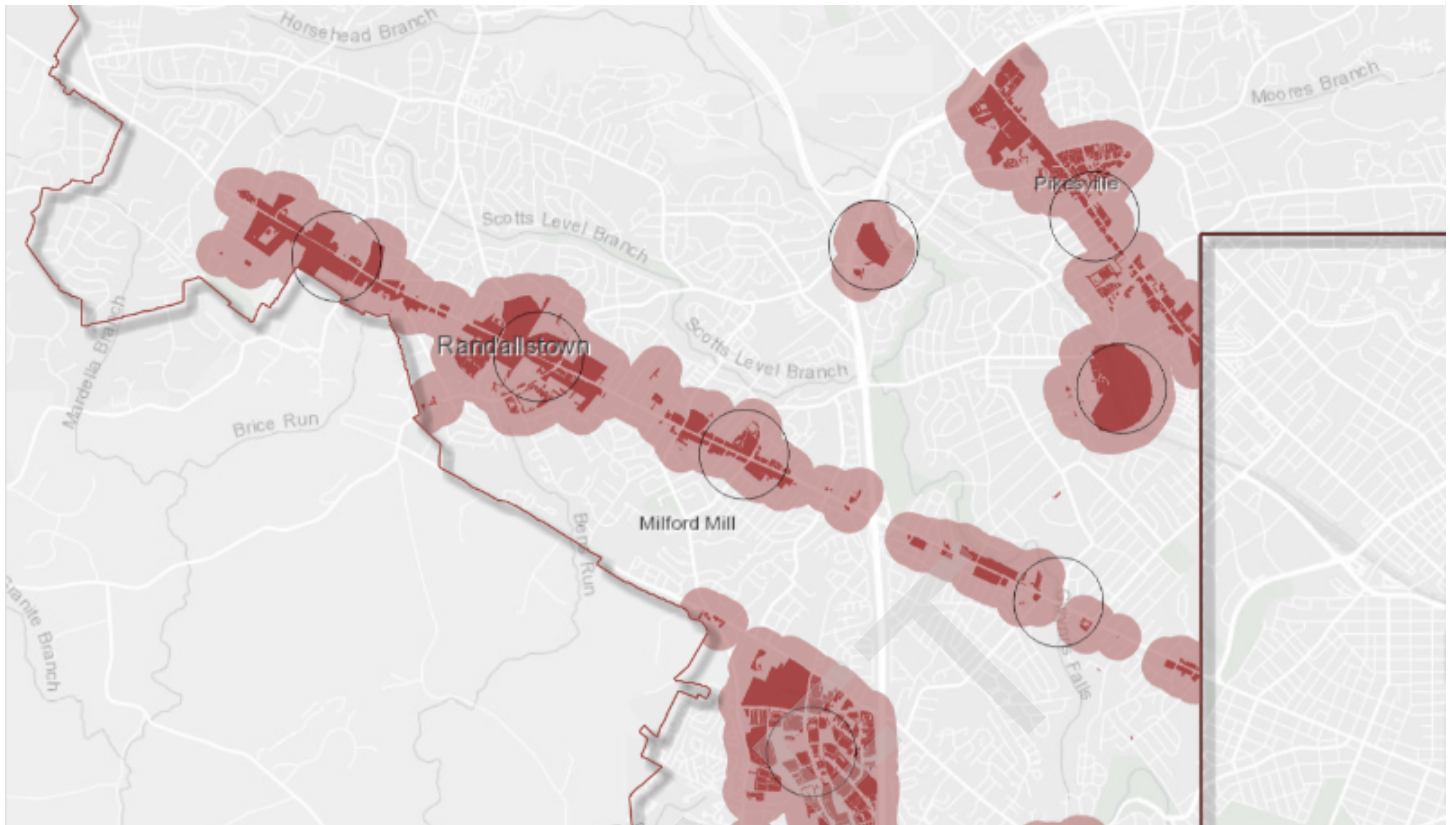 Horsehead Branch
Moores Branch
Pikesville
Scotts Level Branch
Mardella Branch
Randallstown
Scotts Level Branch
Brice Run
Milford Mill
Bens Run
Granite Branch
Gwynns Falls